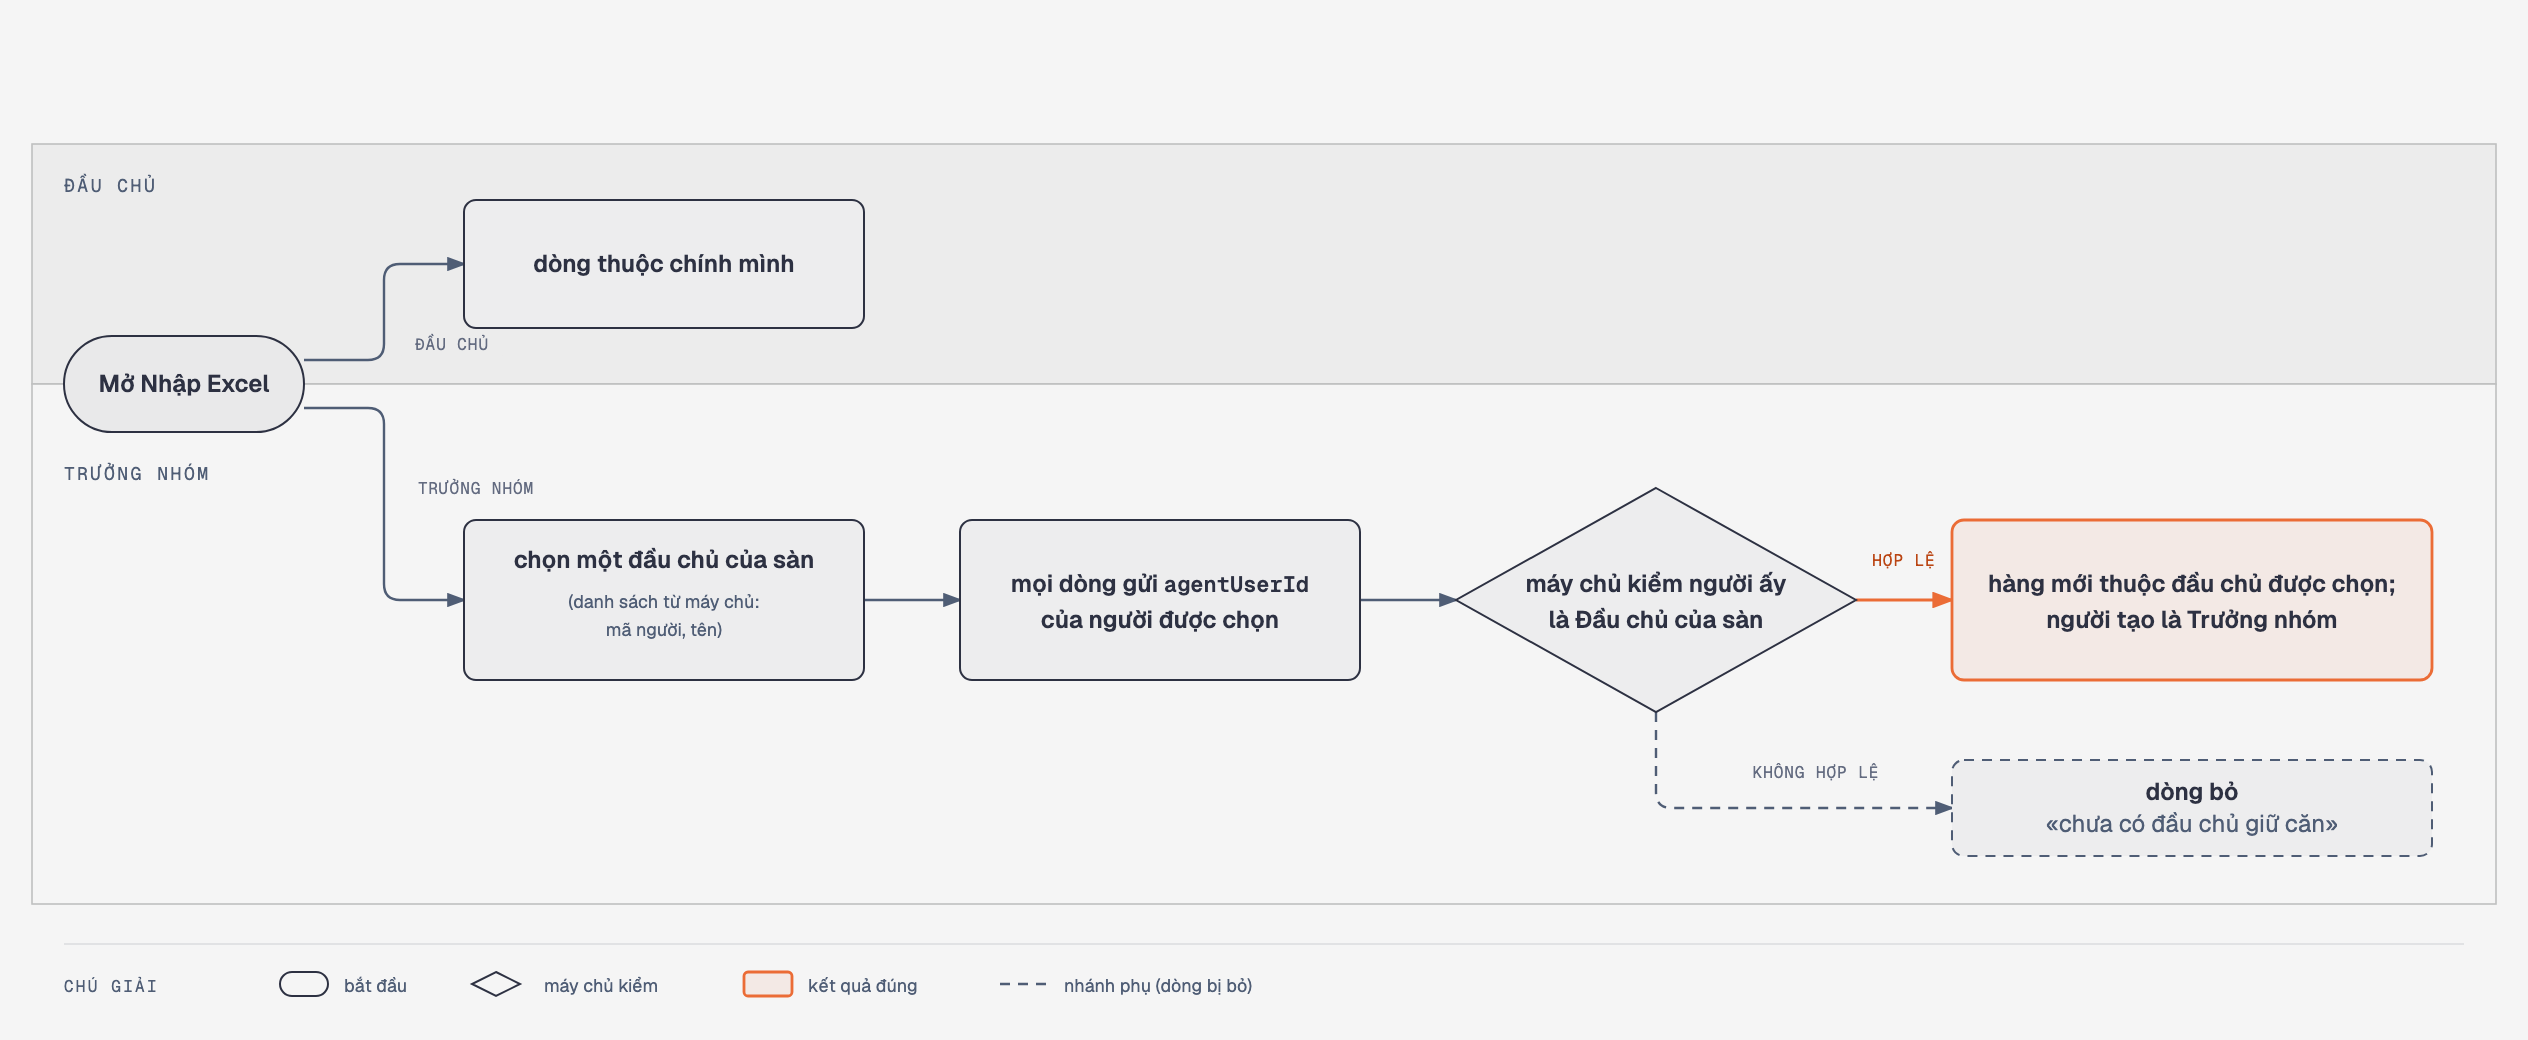 ĐẦU CHỦ
dòng thuộc chính mình
ĐẦU CHỦ
Mở Nhập Excel
TRƯỞNG NHÓM
TRƯỞNG NHÓM
chọn một đầu chủ của sàn
(danh sách từ máy chủ:
mã người, tên)
mọi dòng gửi agentUserId
của người được chọn
máy chủ kiểm người ấy
là Đầu chủ của sàn
HỢP LỆ
hàng mới thuộc đầu chủ được chọn;
người tạo là Trưởng nhóm
KHÔNG HỢP LỆ
dòng bỏ
«chưa có đầu chủ giữ căn»
CHÚ GIẢI
bắt đầu
máy chủ kiểm
kết quả đúng
nhánh phụ (dòng bị bỏ)